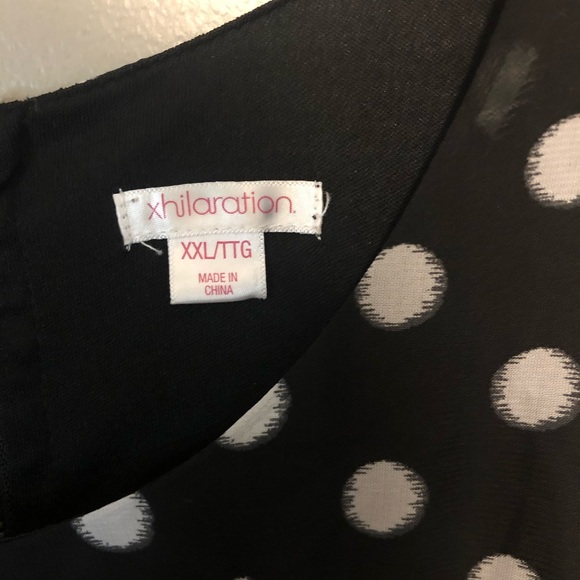 xhilaration.
XXL/TTG
MADE IN
CHINA